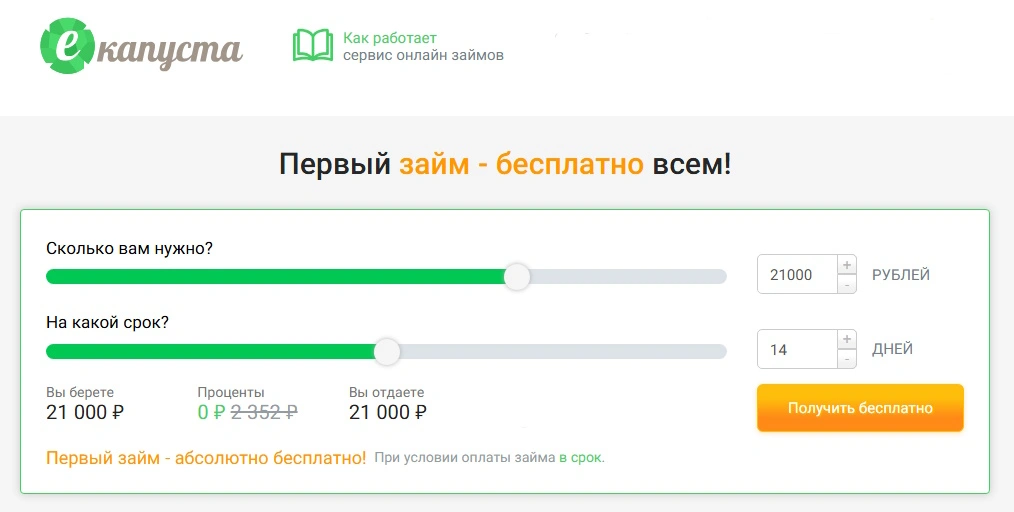 екапуста
Как работает
сервис онлайн займов
Первый займ - бесплатно всем!
Сколько вам нужно?
21000 + - РУБЛЕЙ
На какой срок?
14 + - ДНЕЙ
Вы берете Проценты Вы отдаете
21 000 ₽ 0 ₽ 2 352 ₽ 21 000 ₽
Получить бесплатно
Первый займ - абсолютно бесплатно! При условии оплаты займа в срок.